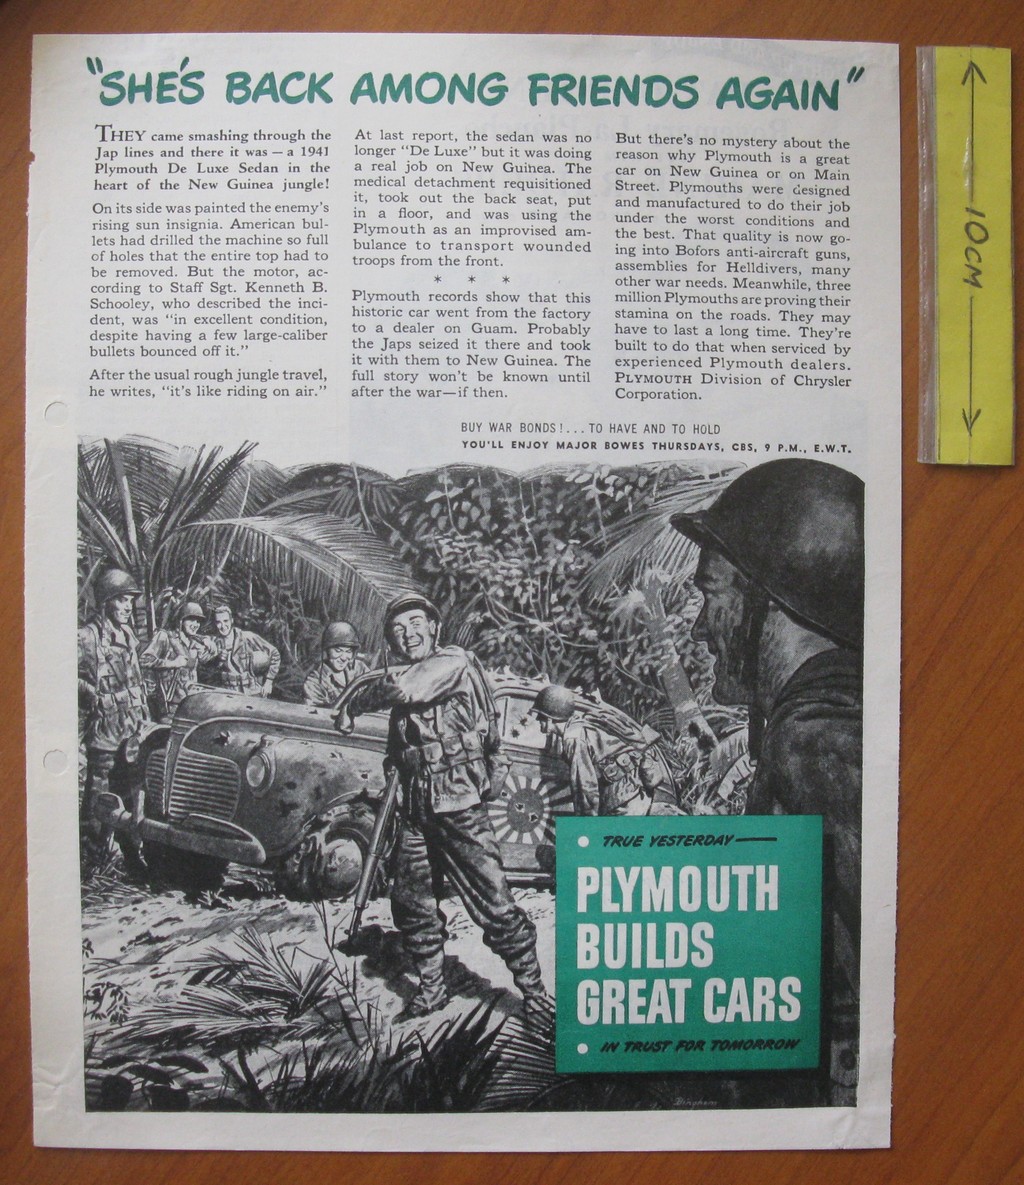 "SHE'S BACK AMONG FRIENDS AGAIN"
THEY came smashing through the
Jap lines and there it was — a 1941
Plymouth De Luxe Sedan in the
heart of the New Guinea jungle!
On its side was painted the enemy's
rising sun insignia. American bul-
lets had drilled the machine so full
of holes that the entire top had to
be removed. But the motor, ac-
cording to Staff Sgt. Kenneth B.
Schooley, who described the inci-
dent, was "in excellent condition,
despite having a few large-caliber
bullets bounced off it."
After the usual rough jungle travel,
he writes, "it's like riding on air."
At last report, the sedan was no
longer "De Luxe" but it was doing
a real job on New Guinea. The
medical detachment requisitioned
it, took out the back seat, put
in a floor, and was using the
Plymouth as an improvised am-
bulance to transport wounded
troops from the front.
* * *
Plymouth records show that this
historic car went from the factory
to a dealer on Guam. Probably
the Japs seized it there and took
it with them to New Guinea. The
full story won't be known until
after the war—if then.
But there's no mystery about the
reason why Plymouth is a great
car on New Guinea or on Main
Street. Plymouths were designed
and manufactured to do their job
under the worst conditions and
the best. That quality is now go-
ing into Bofors anti-aircraft guns,
assemblies for Helldivers, many
other war needs. Meanwhile, three
million Plymouths are proving their
stamina on the roads. They may
have to last a long time. They're
built to do that when serviced by
experienced Plymouth dealers.
PLYMOUTH Division of Chrysler
Corporation.
BUY WAR BONDS!...TO HAVE AND TO HOLD
YOU'LL ENJOY MAJOR BOWES THURSDAYS, CBS, 9 P.M., E.W.T.
• TRUE YESTERDAY—
PLYMOUTH
BUILDS
GREAT CARS
• IN TRUST FOR TOMORROW
Bingham
10CM